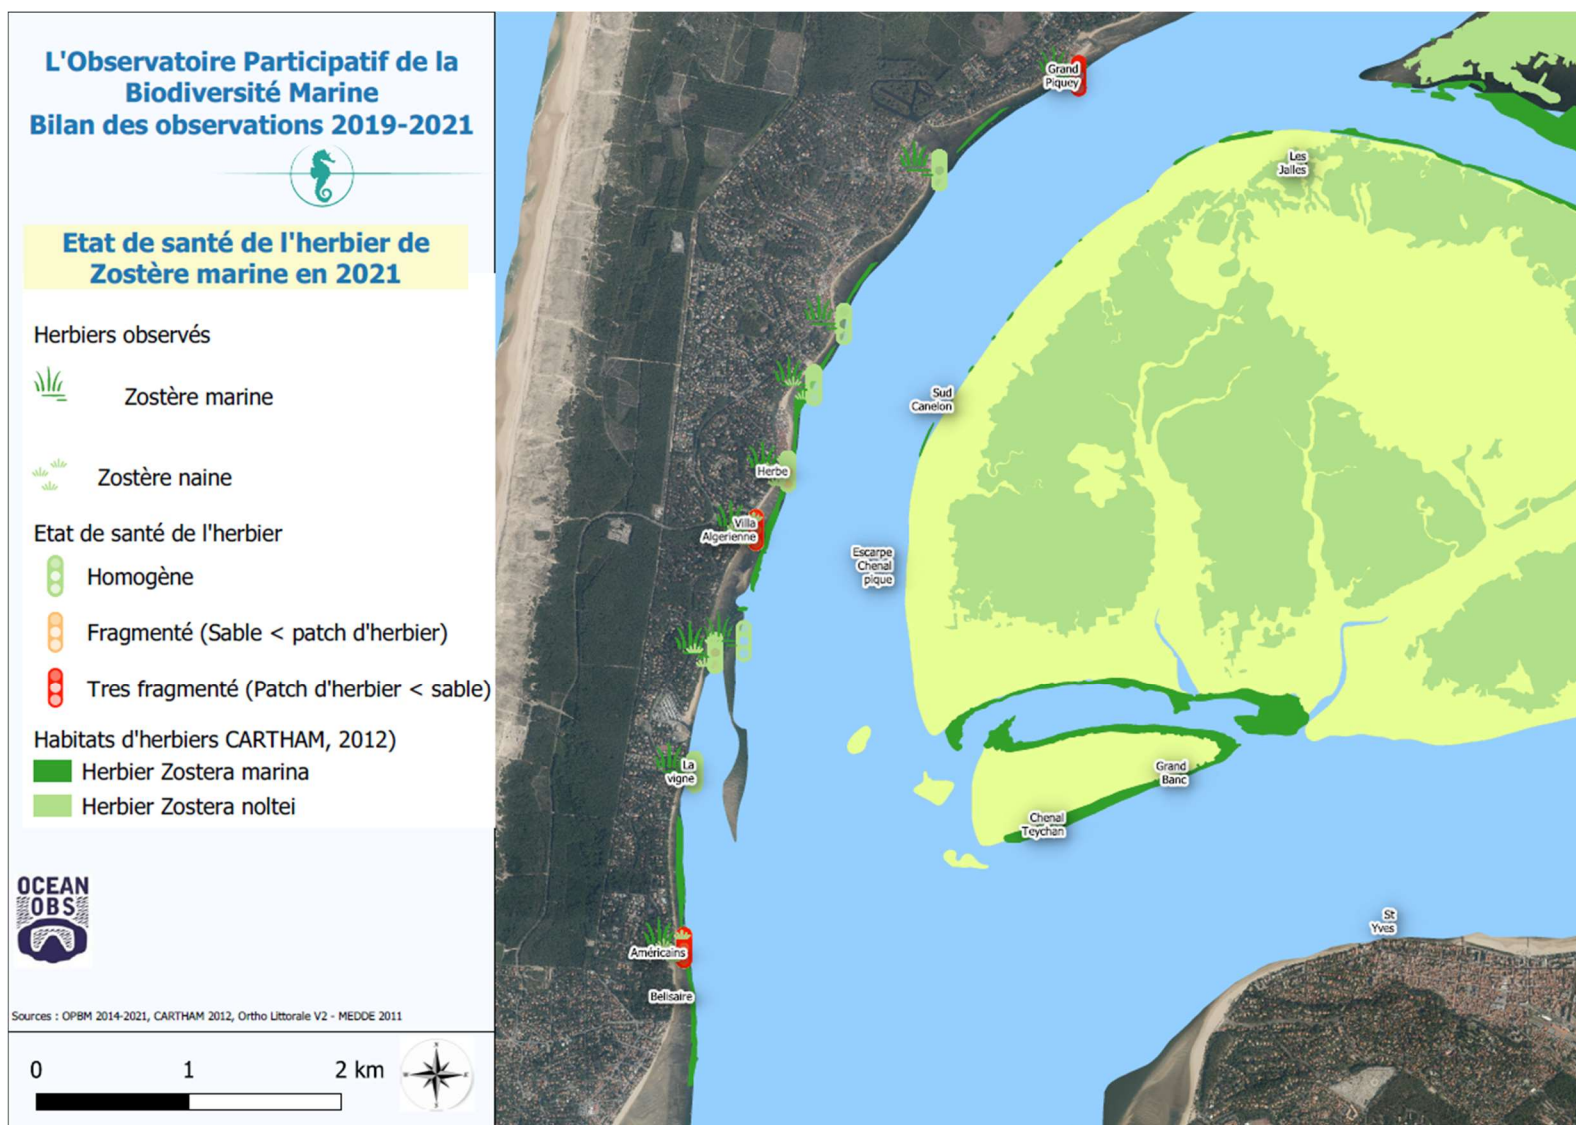 L'Observatoire Participatif de la
Biodiversité Marine
Bilan des observations 2019-2021
Etat de santé de l'herbier de
Zostère marine en 2021
Herbiers observés
Zostère marine
Zostère naine
Etat de santé de l'herbier
Homogène
Fragmenté (Sable < patch d'herbier)
Tres fragmenté (Patch d'herbier < sable)
Habitats d'herbiers CARTHAM, 2012)
Herbier Zostera marina
Herbier Zostera noltei
OCEAN
OBS
Sources : OPBM 2014-2021, CARTHAM 2012, Ortho Littorale V2 - MEDDE 2011
0 1 2 km
Grand
Piquey
Les
Jalles
Sud
Canelon
Herbe
Villa
Algerienne
Escarpe
Chenal
pique
La
vigne
Grand
Banc
Chenal
Teychan
St
Yves
Américains
Belisaire